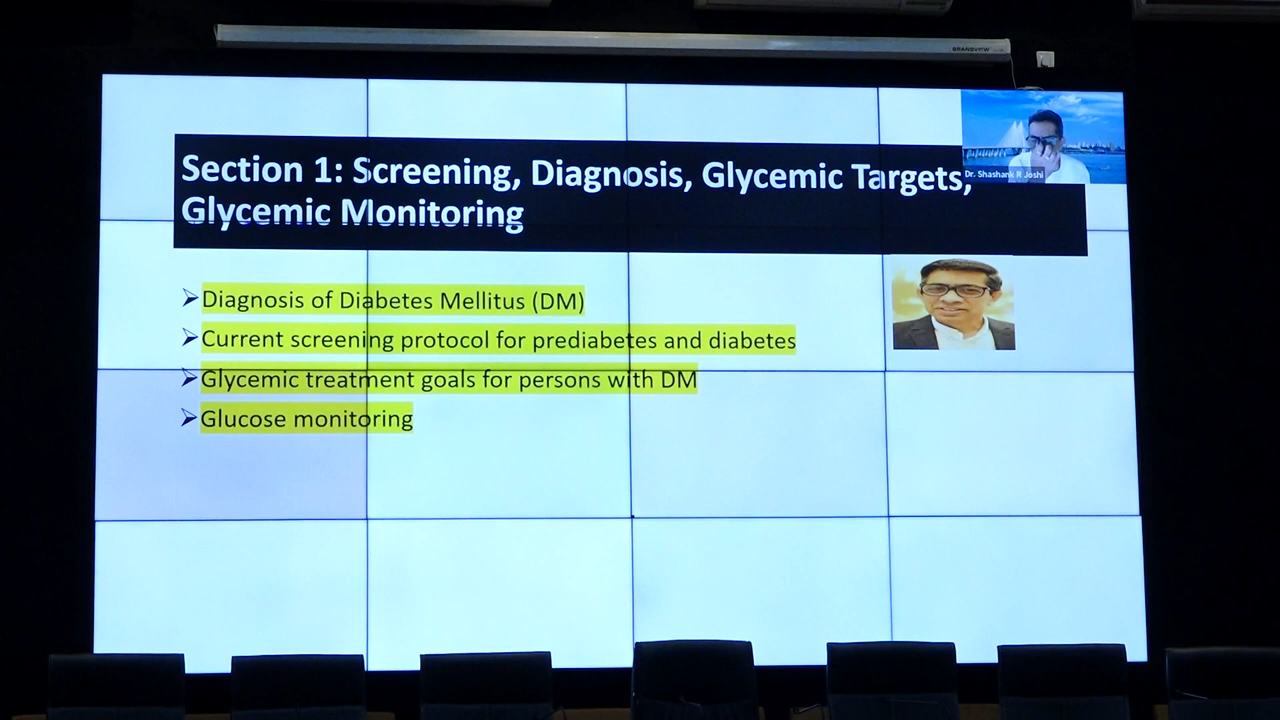 BRANDVIEW
Section 1: Screening, Diagnosis, Glycemic Targets,
Glycemic Monitoring
Dr. Shashank R Joshi
➢Diagnosis of Diabetes Mellitus (DM)
➢Current screening protocol for prediabetes and diabetes
➢Glycemic treatment goals for persons with DM
➢Glucose monitoring